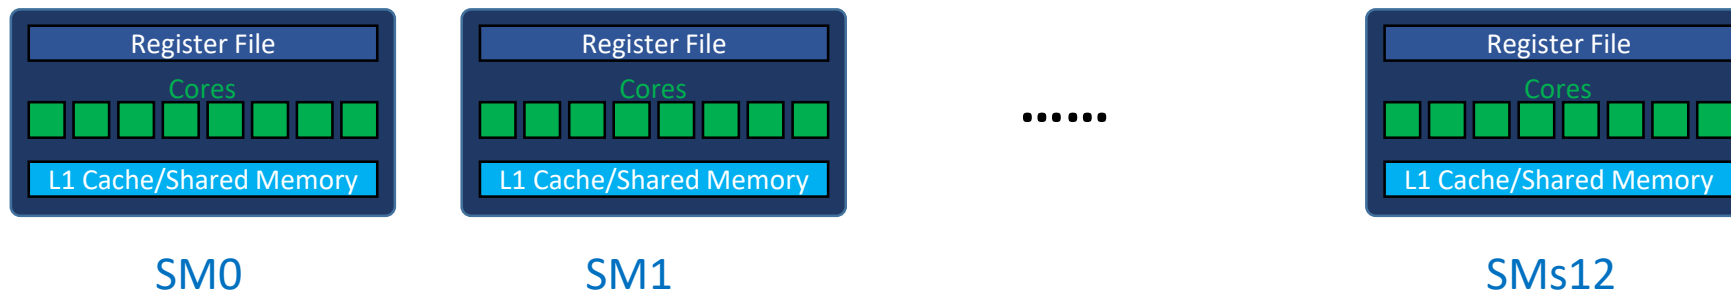 Register File
Cores
L1 Cache/Shared Memory
SM0
Register File
Cores
L1 Cache/Shared Memory
SM1
......
Register File
Cores
L1 Cache/Shared Memory
SMs12